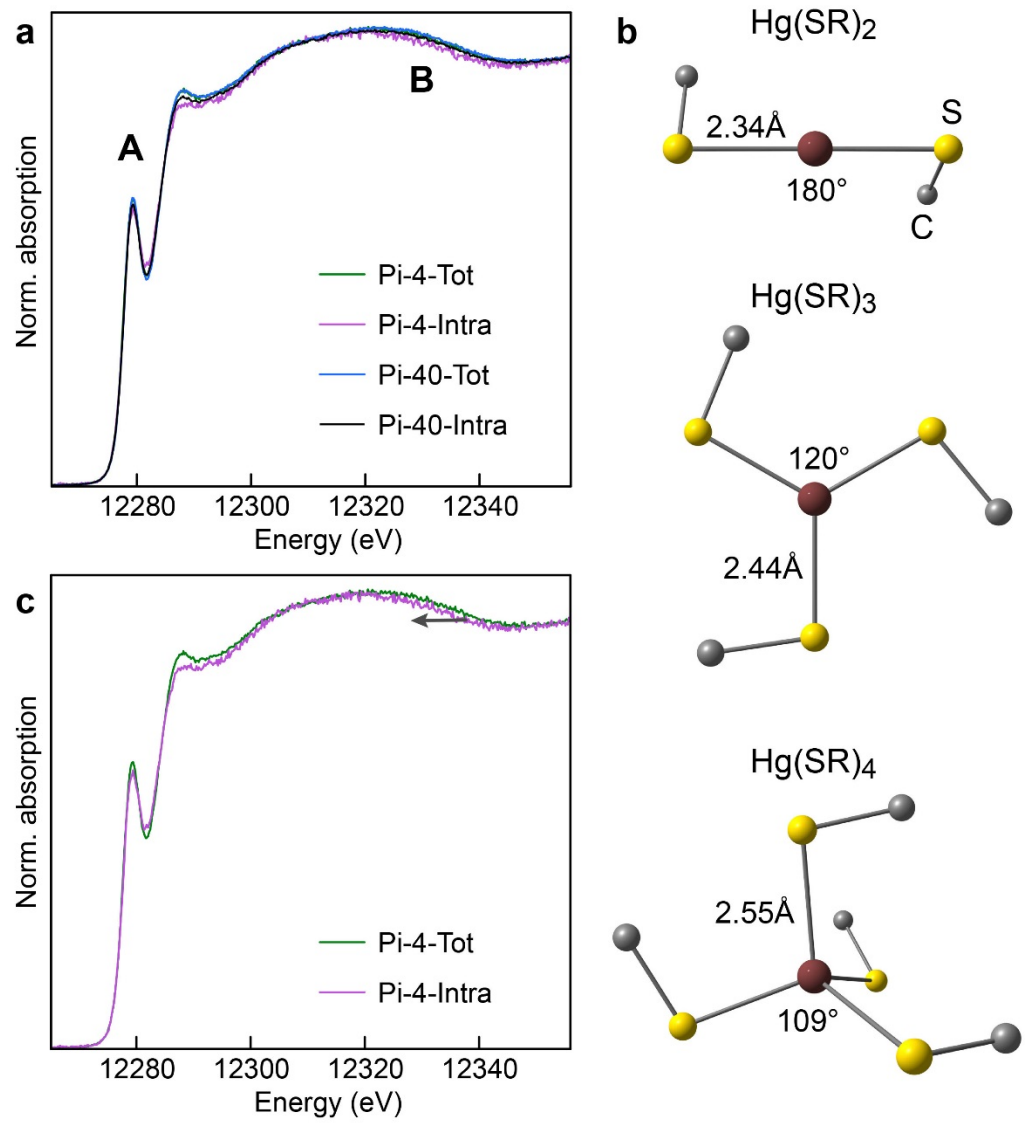 a
Norm. absorption
A
B
Pi-4-Tot
Pi-4-Intra
Pi-40-Tot
Pi-40-Intra
12280 12300 12320 12340
Energy (eV)
b
Hg(SR)2
2.34Å
180°
S
C
Hg(SR)3
120°
2.44Å
Hg(SR)4
2.55Å
109°
c
Norm. absorption
Pi-4-Tot
Pi-4-Intra
12280 12300 12320 12340
Energy (eV)